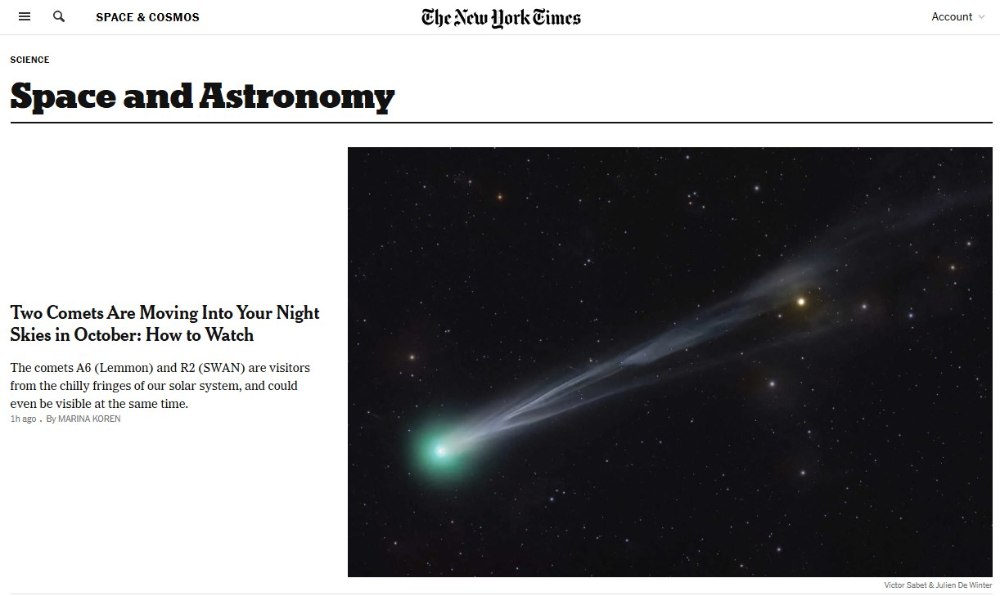 SPACE & COSMOS
The New York Times
Account
SCIENCE
Space and Astronomy
Two Comets Are Moving Into Your Night
Skies in October: How to Watch
The comets A6 (Lemmon) and R2 (SWAN) are visitors
from the chilly fringes of our solar system, and could
even be visible at the same time.
1h ago . By MARINA KOREN
Victor Sabet & Julien De Winter